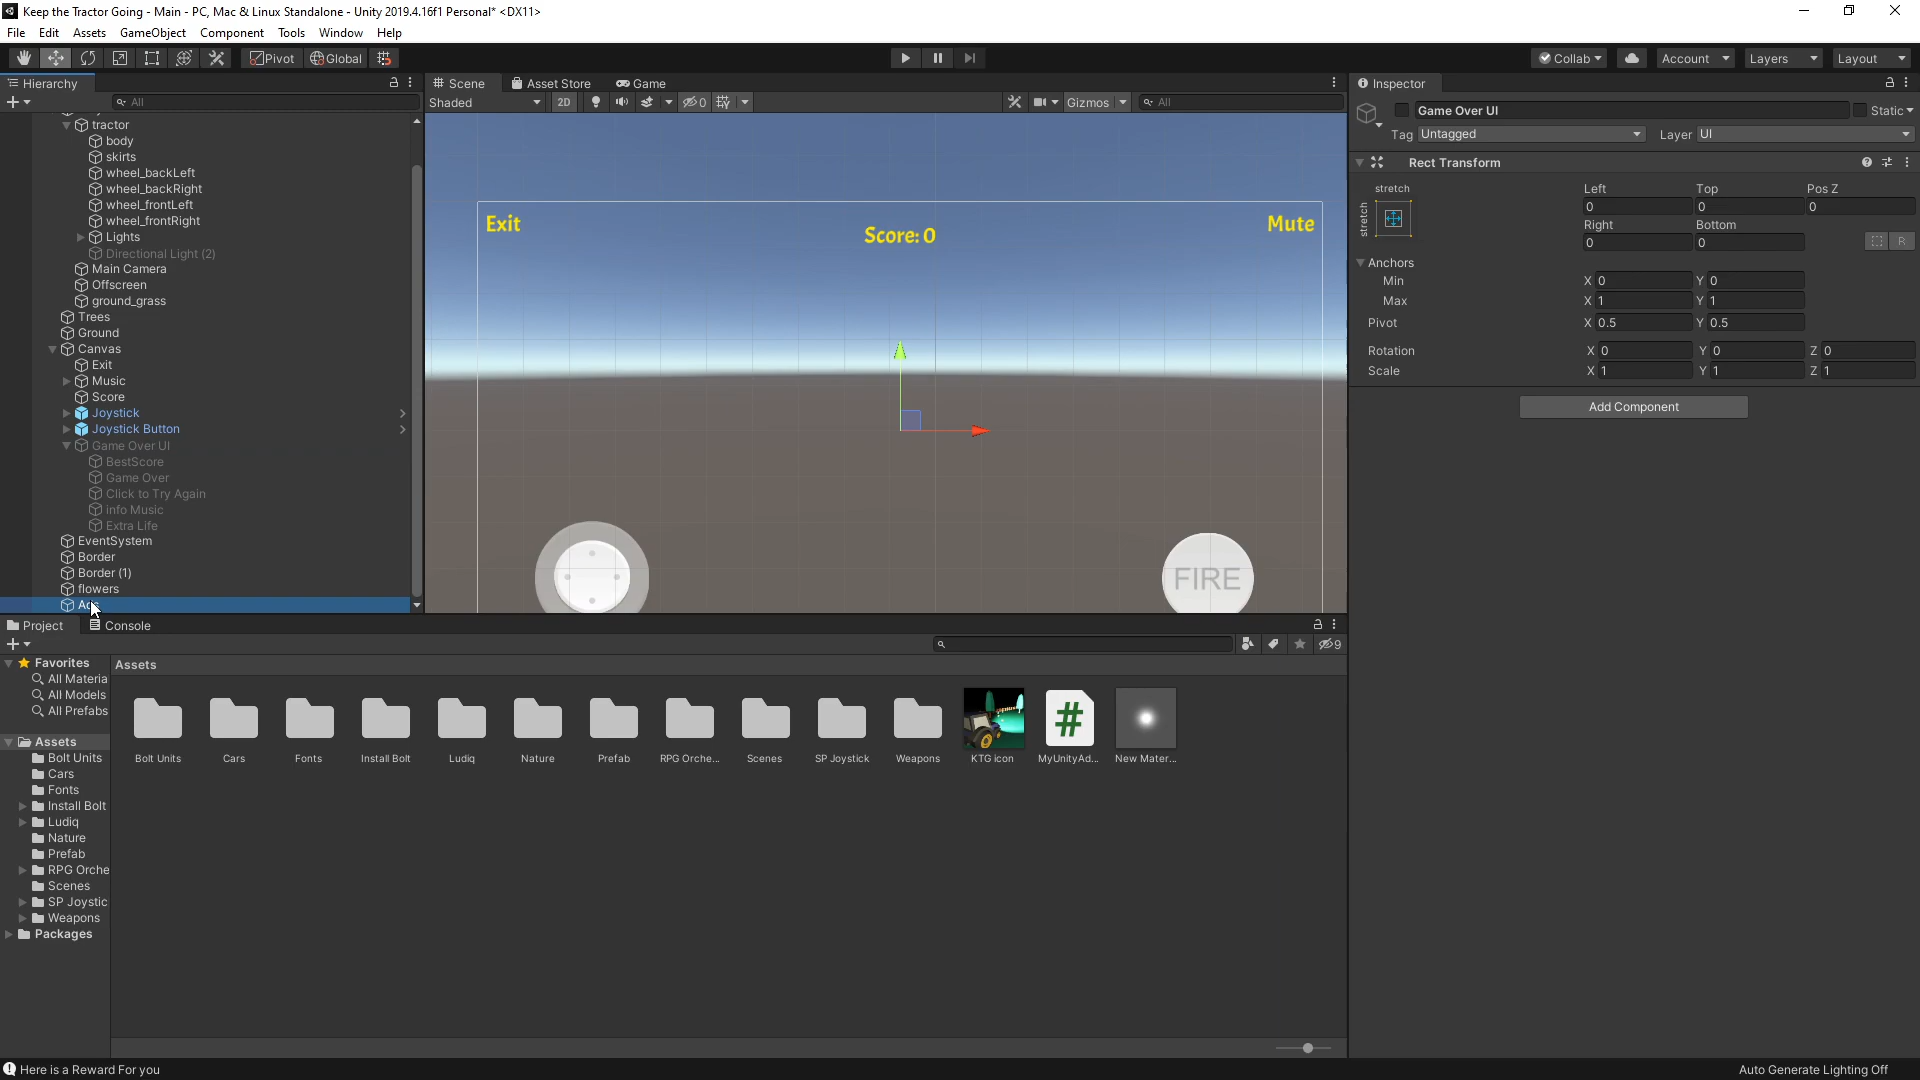 Keep the Tractor Going - Main - PC, Mac & Linux Standalone - Unity 2019.4.16f1 Personal* <DX11>
File Edit Assets GameObject Component Tools Window Help
Pivot Global Collab Account Layers Layout
Hierarchy
All
tractor
body
skirts
wheel_backLeft
wheel_backRight
wheel_frontLeft
wheel_frontRight
Lights
Directional Light (2)
Main Camera
Offscreen
ground_grass
Trees
Ground
Canvas
Exit
Music
Score
Joystick
Joystick Button
Game Over UI
BestScore
Game Over
Click to Try Again
info Music
Extra Life
EventSystem
Border
Border (1)
flowers
Scene Asset Store Game
Shaded 2D 0 Gizmos All
Exit Score: 0 Mute
FIRE
Inspector
Game Over UI Static
Tag Untagged Layer UI
Rect Transform
stretch Left Top Pos Z
stretch 0 0 0
Right Bottom
0 0 R
Anchors
Min X 0 Y 0
Max X 1 Y 1
Pivot X 0.5 Y 0.5
Rotation X 0 Y 0 Z 0
Scale X 1 Y 1 Z 1
Add Component
Project Console
9
Favorites
All Materia
All Models
All Prefabs
Assets
Bolt Units
Cars
Fonts
Install Bolt
Ludiq
Nature
Prefab
RPG Orche
Scenes
SP Joystic
Weapons
Packages
Assets
Bolt Units Cars Fonts Install Bolt Ludiq Nature Prefab RPG Orche... Scenes SP Joystick Weapons KTG icon MyUnityAd... New Mater...
Here is a Reward For you
Auto Generate Lighting Off